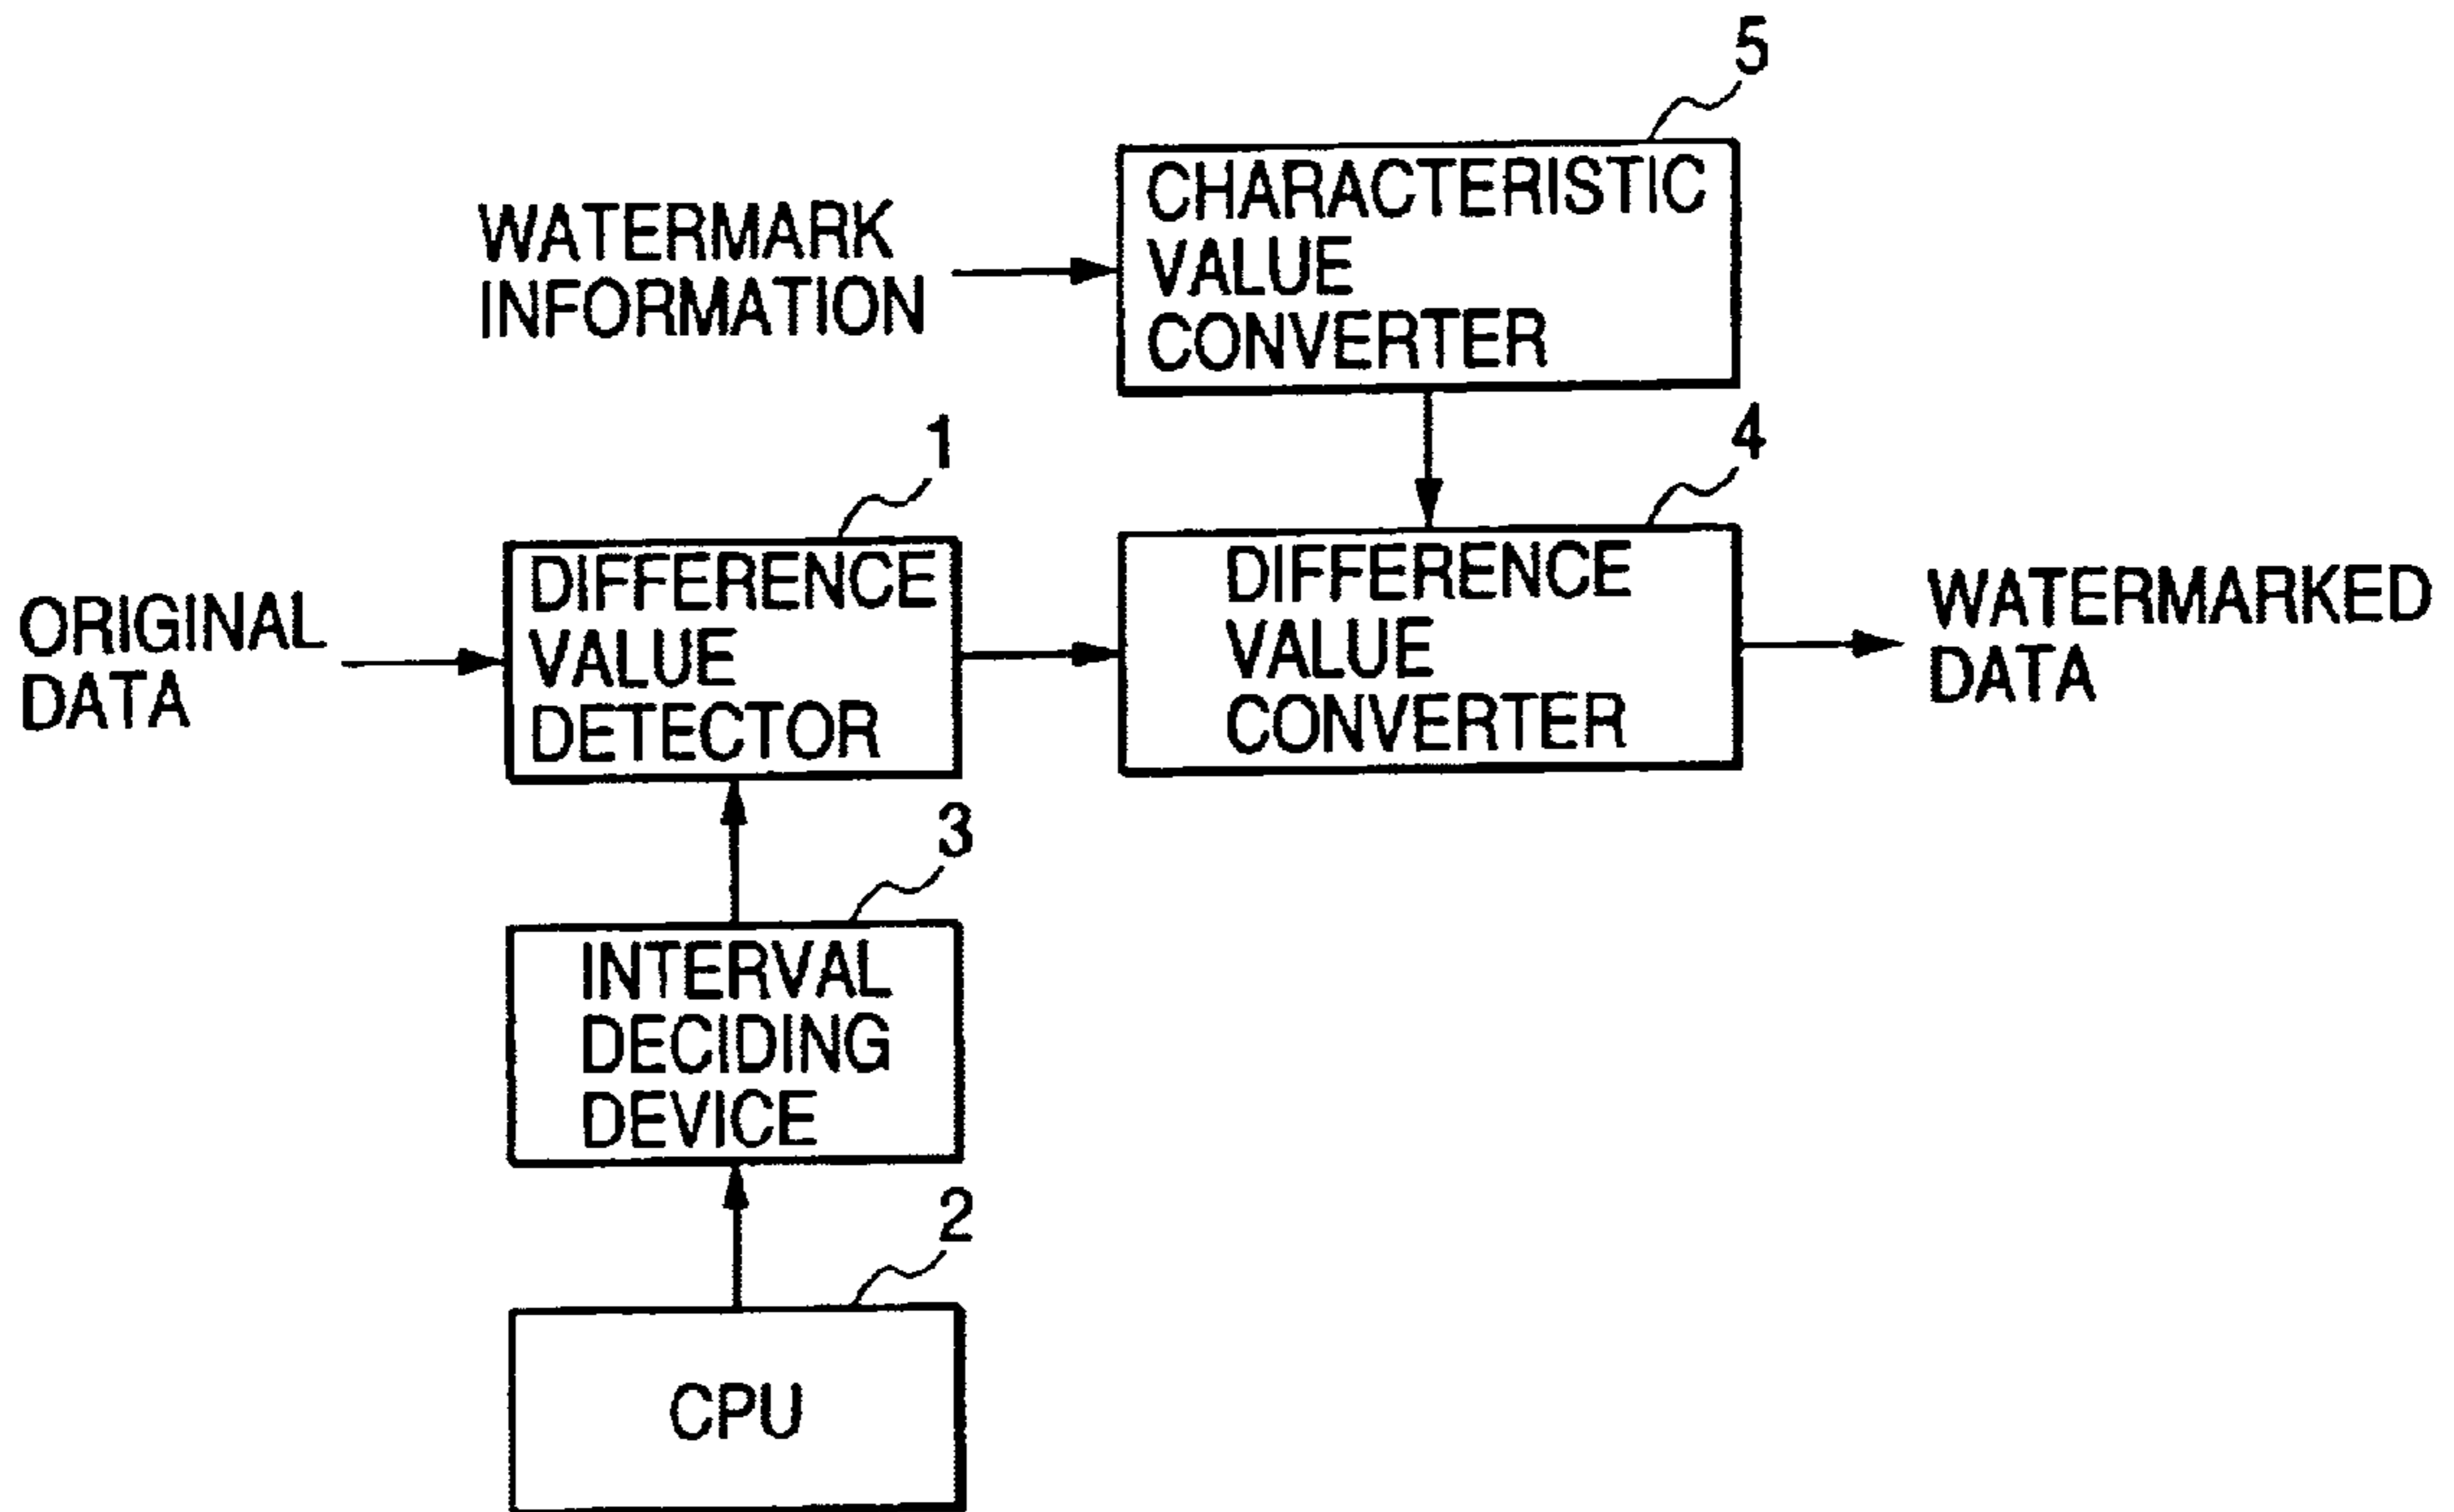 5
CHARACTERISTIC
VALUE
CONVERTER
WATERMARK
INFORMATION
1
4
DIFFERENCE
VALUE
DETECTOR
DIFFERENCE
VALUE
CONVERTER
ORIGINAL
DATA
WATERMARKED
DATA
3
INTERVAL
DECIDING
DEVICE
2
CPU